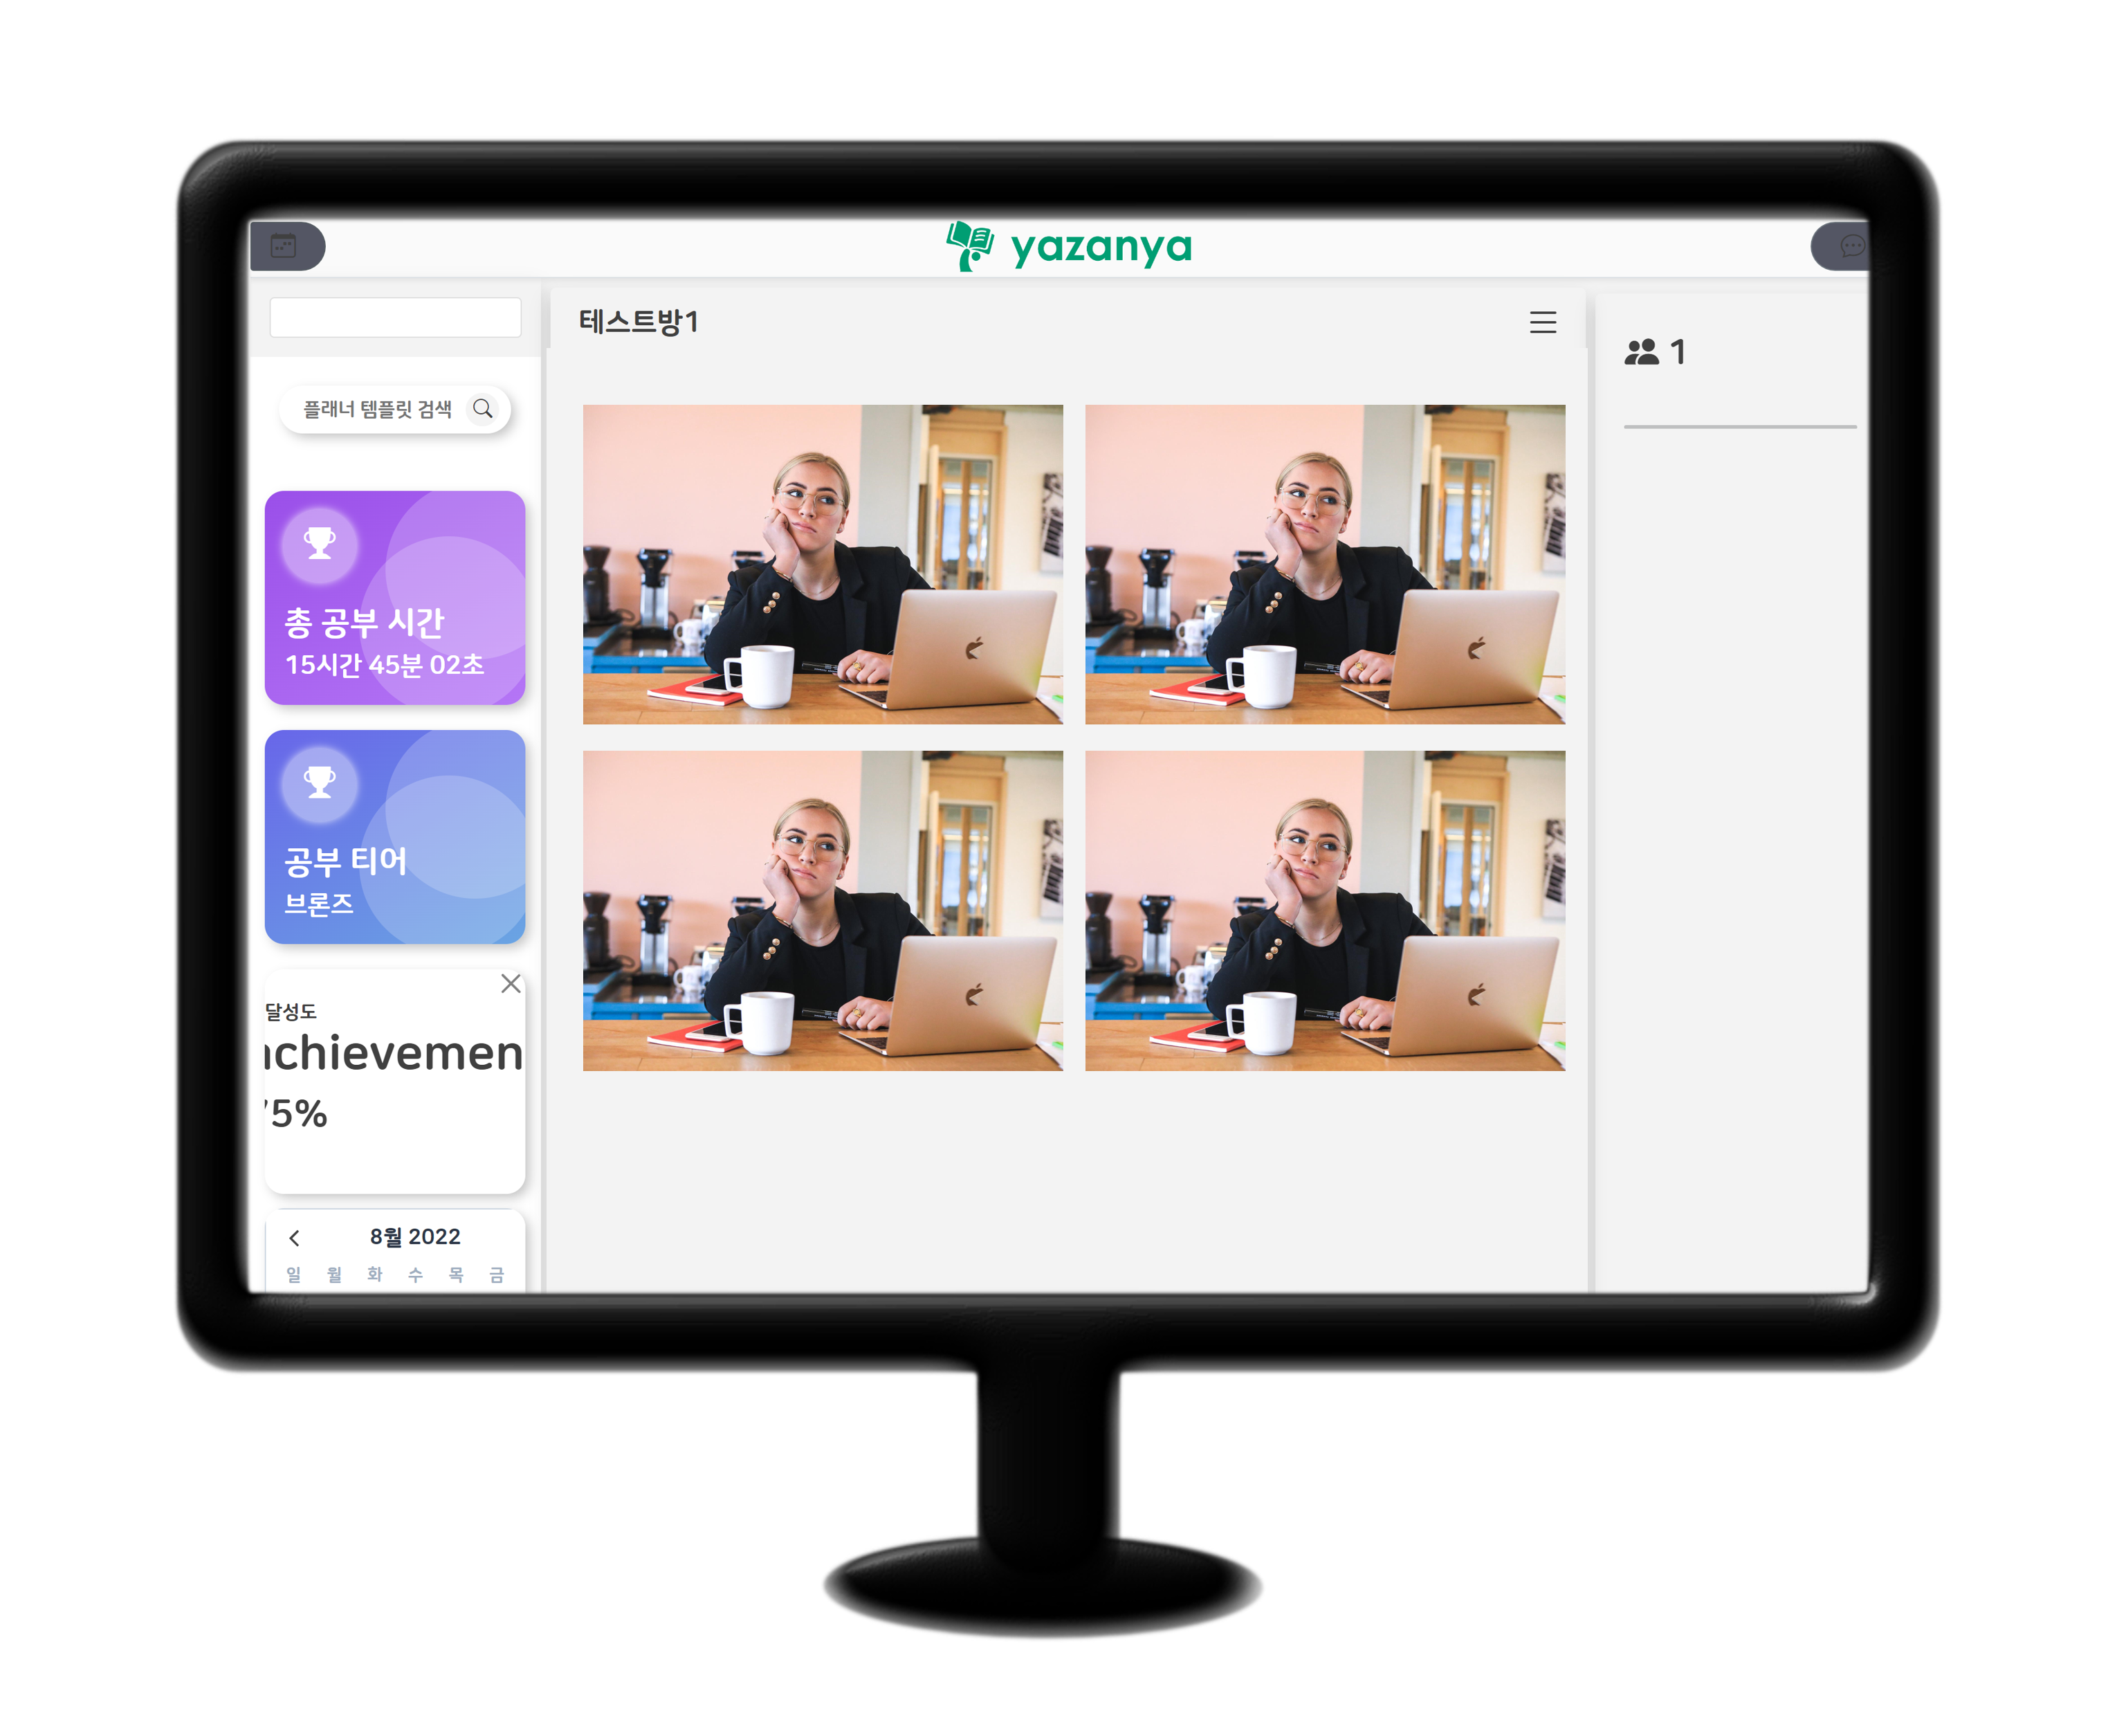 yazanya
테스트방1
1
플래너 템플릿 검색
총 공부 시간
15시간 45분 02초
공부 티어
브론즈
달성도
achievemen
75%
8월 2022
일 월 화 수 목 금